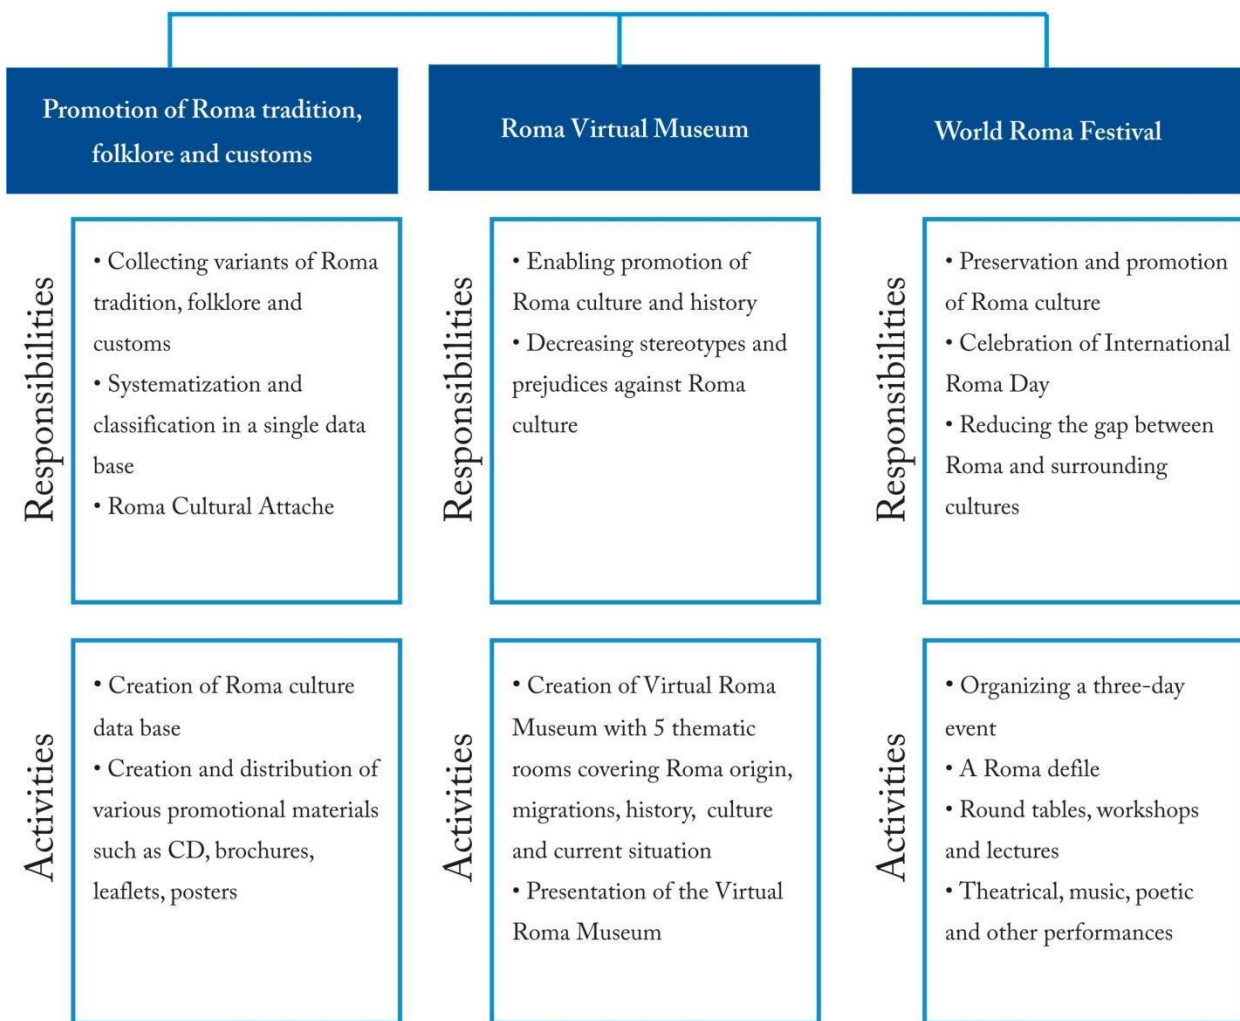 Promotion of Roma tradition,
folklore and customs
Responsibilities
• Collecting variants of Roma
tradition, folklore and
customs
• Systematization and
classification in a single data
base
• Roma Cultural Attache
Activities
• Creation of Roma culture
data base
• Creation and distribution of
various promotional materials
such as CD, brochures,
leaflets, posters
Roma Virtual Museum
Responsibilities
• Enabling promotion of
Roma culture and history
• Decreasing stereotypes and
prejudices against Roma
culture
Activities
• Creation of Virtual Roma
Museum with 5 thematic
rooms covering Roma origin,
migrations, history, culture
and current situation
• Presentation of the Virtual
Roma Museum
World Roma Festival
Responsibilities
• Preservation and promotion
of Roma culture
• Celebration of International
Roma Day
• Reducing the gap between
Roma and surrounding
cultures
Activities
• Organizing a three-day
event
• A Roma defile
• Round tables, workshops
and lectures
• Theatrical, music, poetic
and other performances